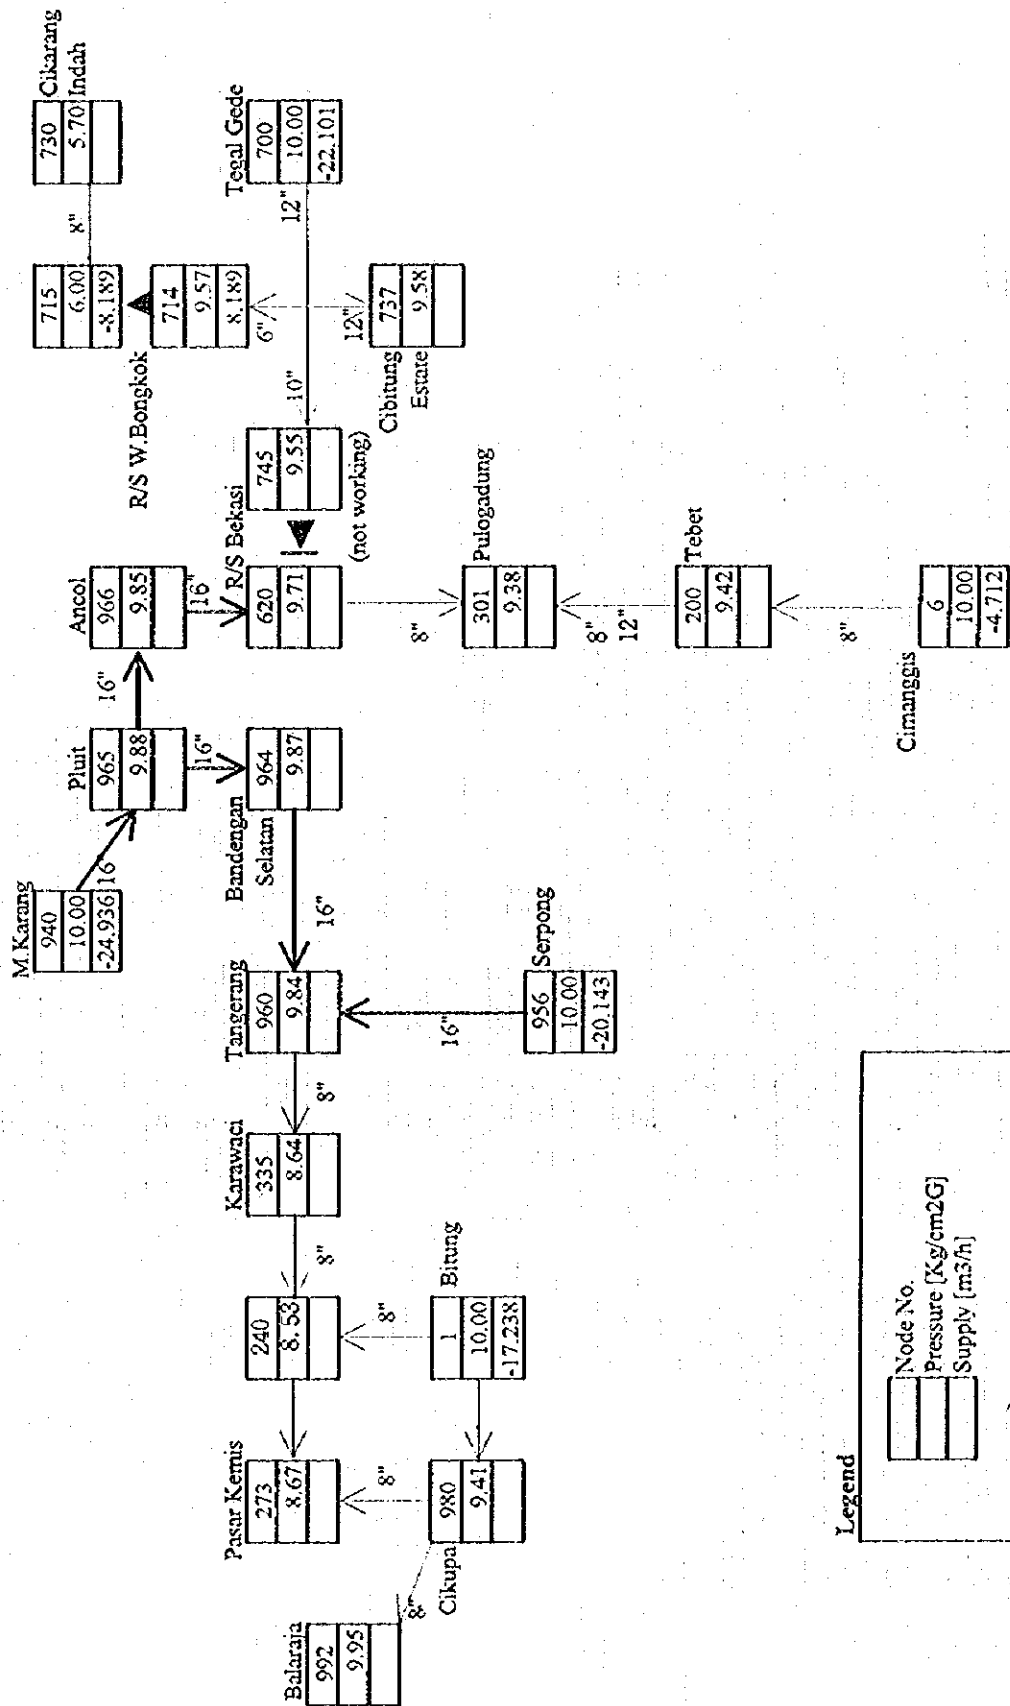 M.Karang
940
10.00
-24.936
16"
Pluit
965
9.88
16"
16"
Ancol
966
9.85
16"
R/S W.Bongkok
715
6.00
-8.189
714
9.57
8.189
8"
730
5.70
Cikarang
Indah
Balaraja
992
9.95
8"
Pasar Kemis
273
8.67
8"
240
8.53
8"
8"
Karawaci
335
8.64
8"
Tangerang
960
9.84
16"
16"
Bandengan
Selatan
964
9.87
R/S Bekasi
620
9.71
(not working)
745
9.55
10"
6"
12"
12"
Tegal Gede
700
10.00
-22.101
Cibitung
Estate
737
9.58
Cikupa
980
9.41
Bitung
1
10.00
-17.238
Serpong
956
10.00
-20.143
8"
Pulogadung
301
9.38
8"
12"
Tebet
200
9.42
8"
Cimanggis
6
10.00
-4.712
Legend
Node No.
Pressure [Kg/cm2G]
Supply [m3/h]